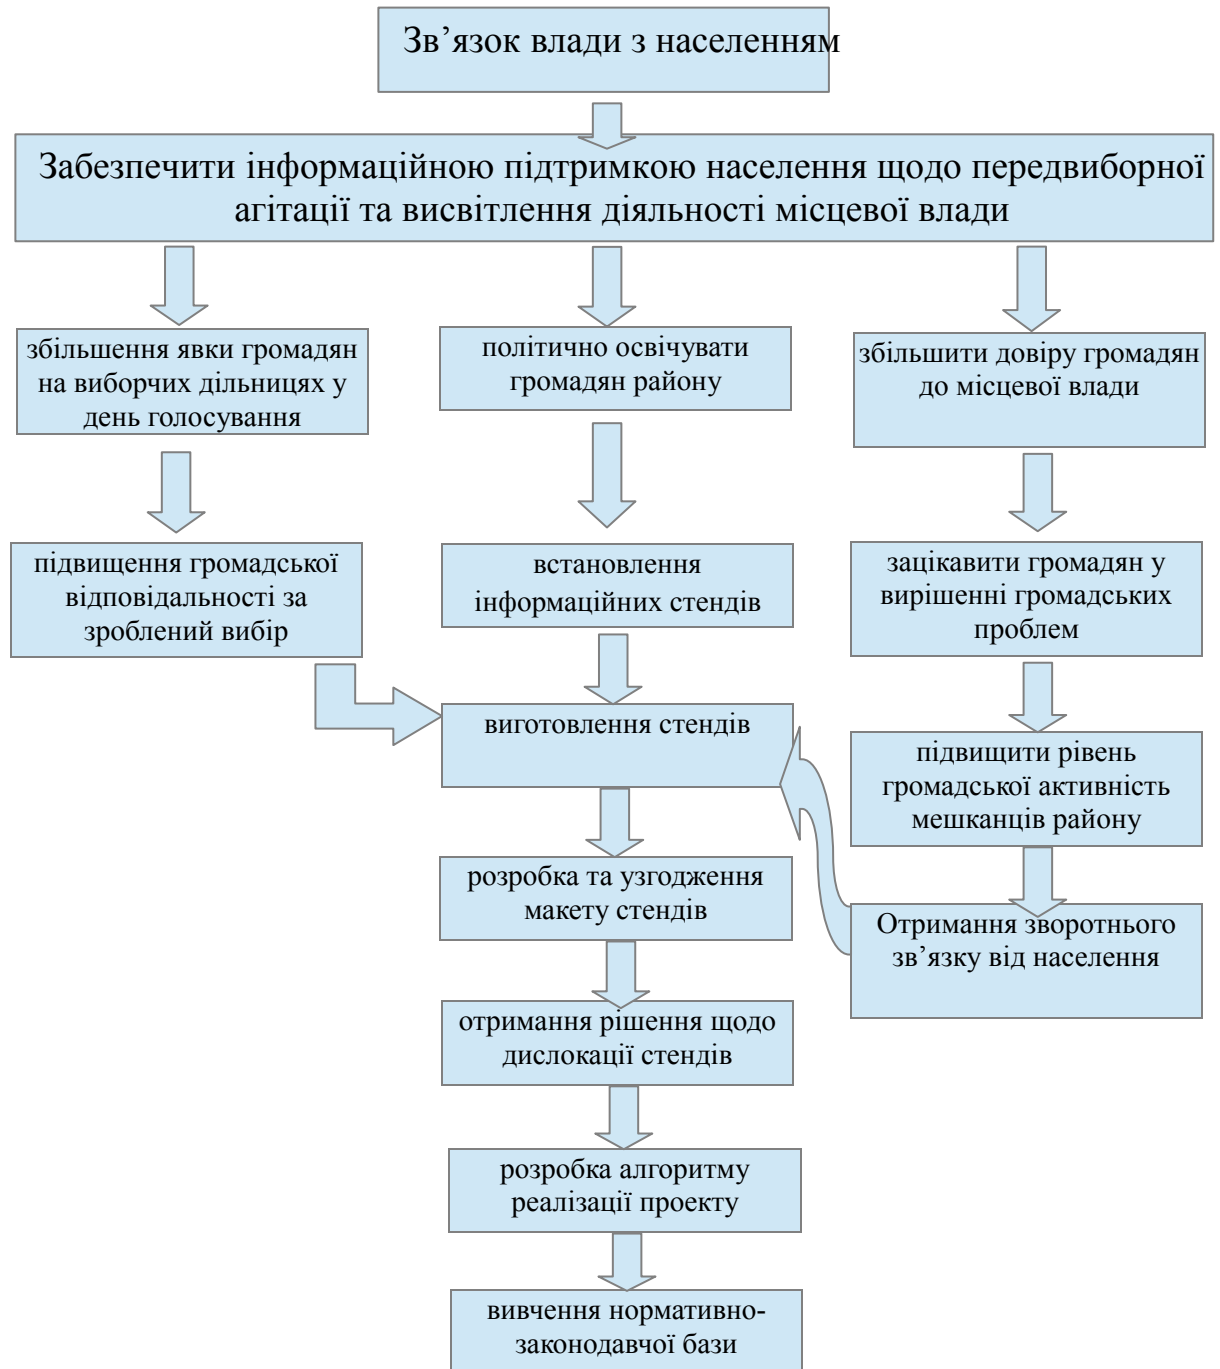 Зв’язок влади з населенням
Забезпечити інформаційною підтримкою населення щодо передвиборної
агітації та висвітлення діяльності місцевої влади
збільшення явки громадян
на виборчих дільницях у
день голосування
політично освічувати
громадян району
збільшити довіру громадян
до місцевої влади
підвищення громадської
відповідальності за
зроблений вибір
встановлення
інформаційних стендів
зацікавити громадян у
вирішенні громадських
проблем
виготовлення стендів
підвищити рівень
громадської активність
мешканців району
розробка та узгодження
макету стендів
Отримання зворотнього
зв’язку від населення
отримання рішення щодо
дислокації стендів
розробка алгоритму
реалізації проекту
вивчення нормативно-
законодавчої бази